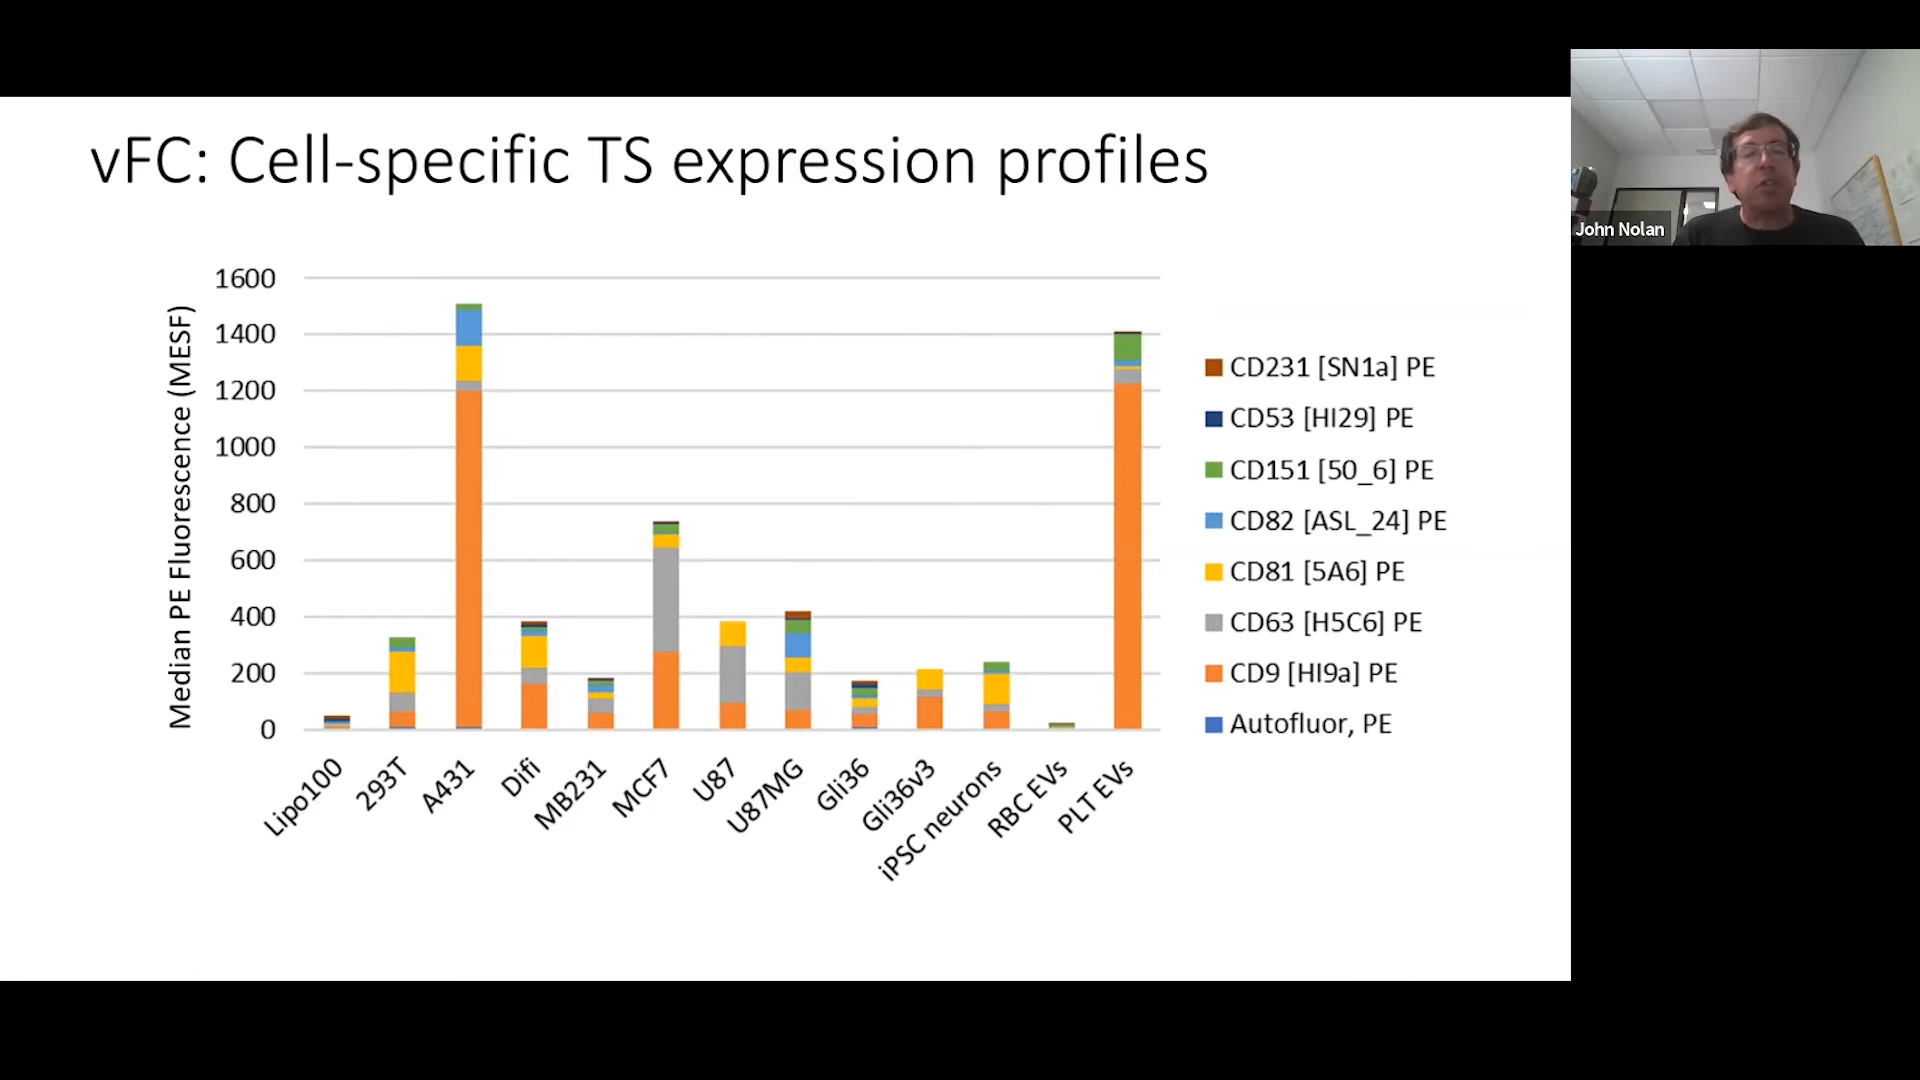 vFC: Cell-specific TS expression profiles
John Nolan
Median PE Fluorescence (MESF)
1600
1400
1200
1000
800
600
400
200
0
Lipo100
293T
A431
Difi
MB231
MCF7
U87
U87MG
Gli36
Gli36v3
iPSC neurons
RBC EVs
PLT EVs
CD231 [SN1a] PE
CD53 [HI29] PE
CD151 [50_6] PE
CD82 [ASL_24] PE
CD81 [5A6] PE
CD63 [H5C6] PE
CD9 [HI9a] PE
Autofluor, PE